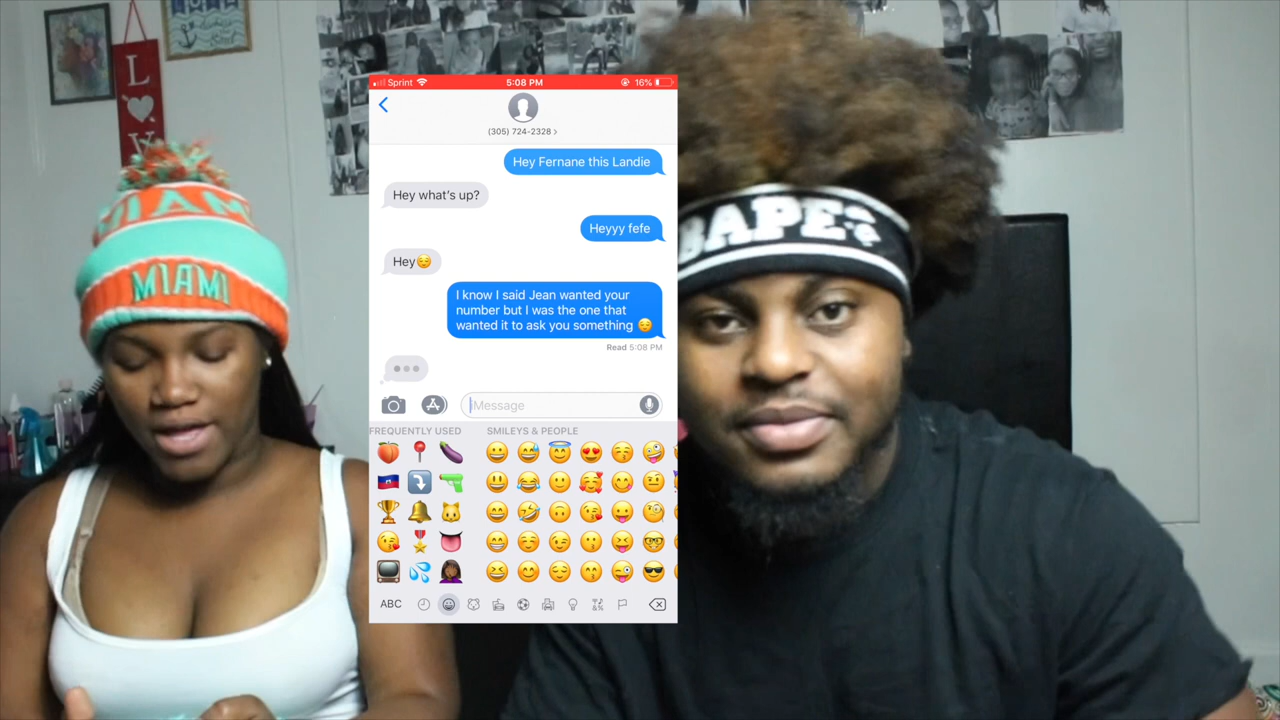 LOVE
L
V
Sprint
5:08 PM
16%
(305) 724-2328 >
Hey Fernane this Landie
Hey what's up?
Heyyy fefe
Hey😌
I know I said Jean wanted your
number but I was the one that
wanted it to ask you something 😌
Read 5:08 PM
iMessage
FREQUENTLY USED
SMILEYS & PEOPLE
ABC
MIAMI
MIAMI
BAPE